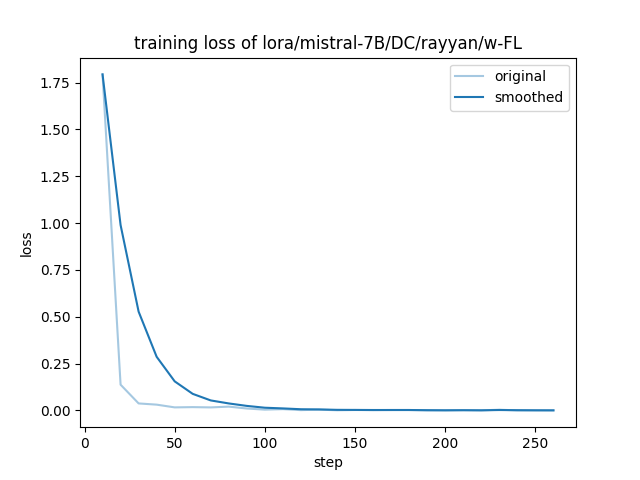 training loss of lora/mistral-7B/DC/rayyan/w-FL
original
smoothed
1.75
1.50
1.25
1.00
0.75
0.50
0.25
0.00
loss
0 50 100 150 200 250
step